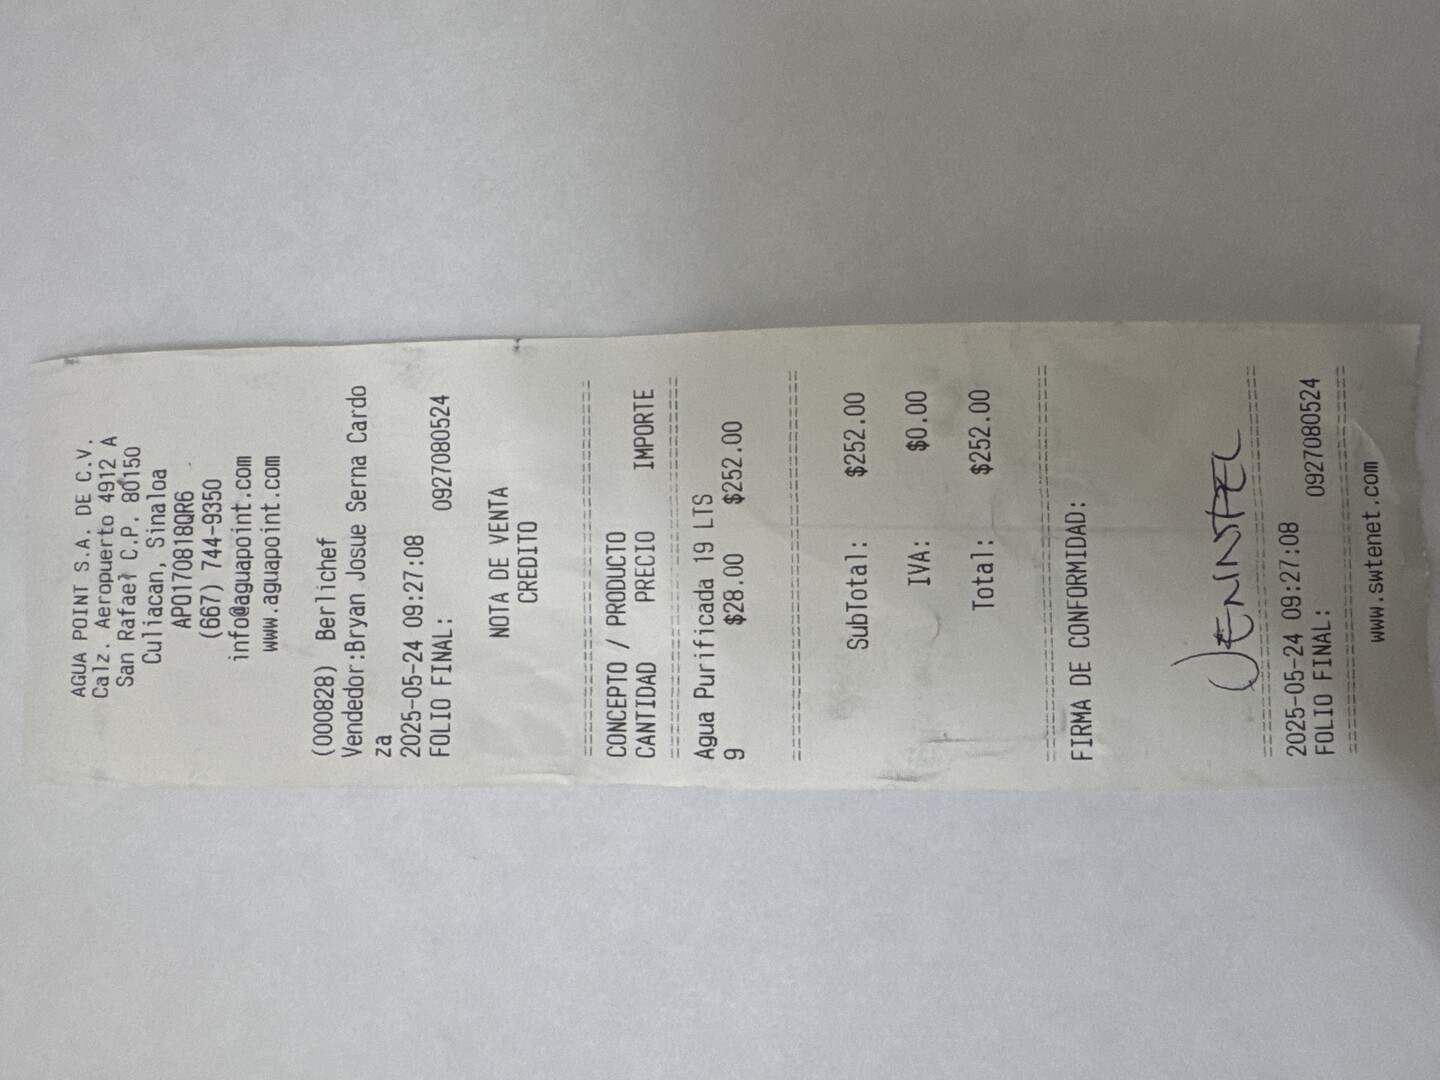 AGUA POINT S.A. DE C.V.
Calz. Aeropuerto 4912 A
San Rafael C.P. 80150
Culiacan, Sinaloa
APO170818QR6
(667) 744-9350
info@aguapoint.com
www.aguapoint.com
(000828) Berlichef
Vendedor:Bryan Josue Serna Cardo
za
2025-05-24 09:27:08
FOLIO FINAL: 0927080524
NOTA DE VENTA
CREDITO
CONCEPTO / PRODUCTO
CANTIDAD PRECIO IMPORTE
Agua Purificada 19 LTS
9 $28.00 $252.00
SubTotal: $252.00
IVA: $0.00
Total: $252.00
FIRMA DE CONFORMIDAD:
2025-05-24 09:27:08
FOLIO FINAL: 0927080524
www.swtenet.com